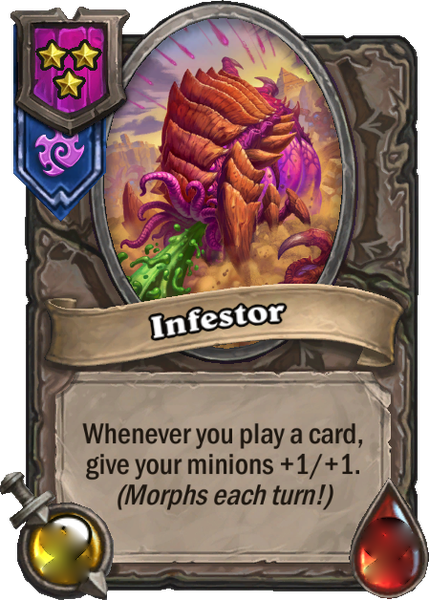 Infestor
Whenever you play a card,
give your minions +1/+1.
(Morphs each turn!)